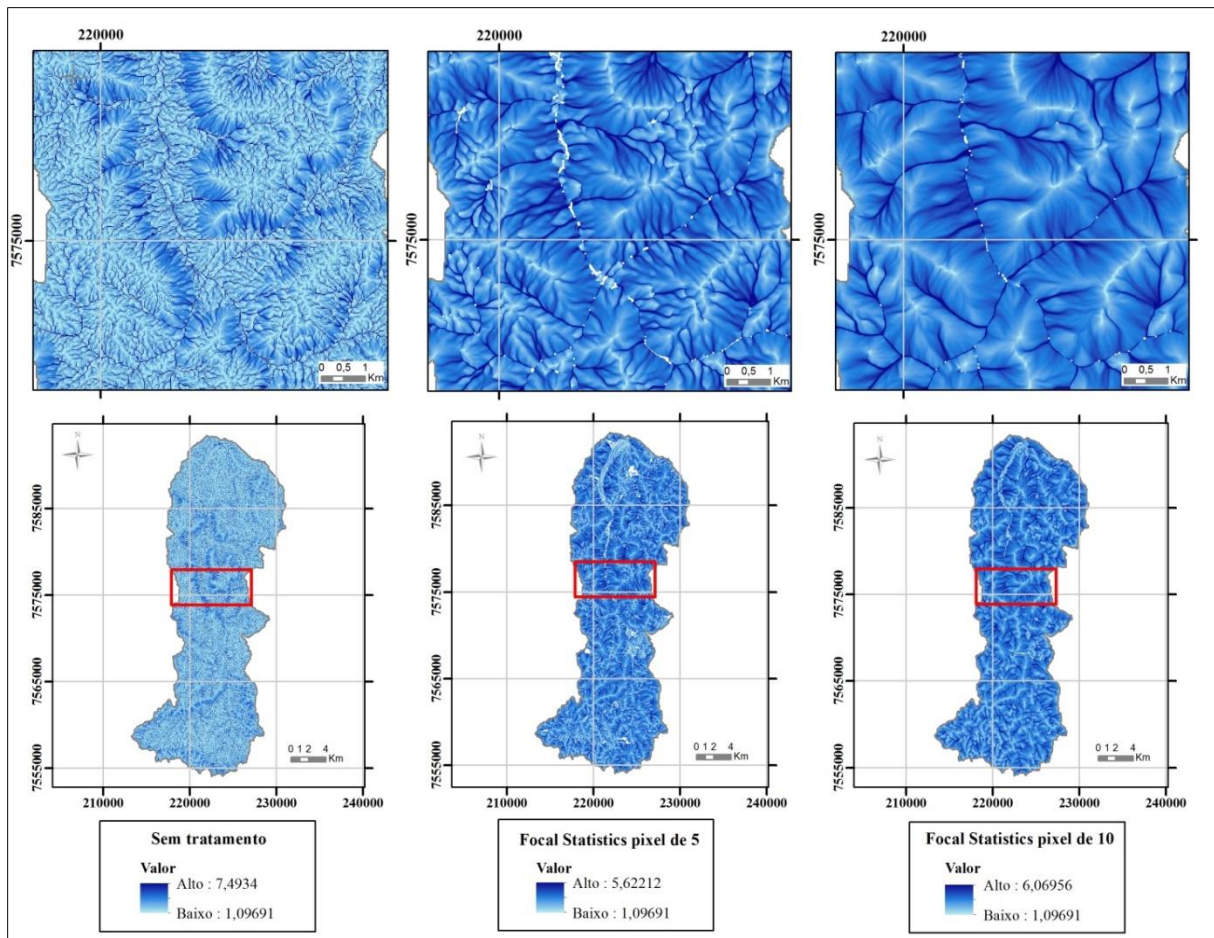 220000
220000
220000
7575000
7575000
7575000
0 0,5 1
Km
0 0,5 1
Km
0 0,5 1
Km
N
N
N
7585000
7575000
7565000
7555000
7585000
7575000
7565000
7555000
7585000
7575000
7565000
7555000
0 1 2 4
Km
0 1 2 4
Km
0 1 2 4
Km
210000 220000 230000 240000
210000 220000 230000 240000
210000 220000 230000 240000
Sem tratamento
Valor
Alto : 7,4934
Baixo : 1,09691
Focal Statistics pixel de 5
Valor
Alto : 5,62212
Baixo : 1,09691
Focal Statistics pixel de 10
Valor
Alto : 6,06956
Baixo : 1,09691